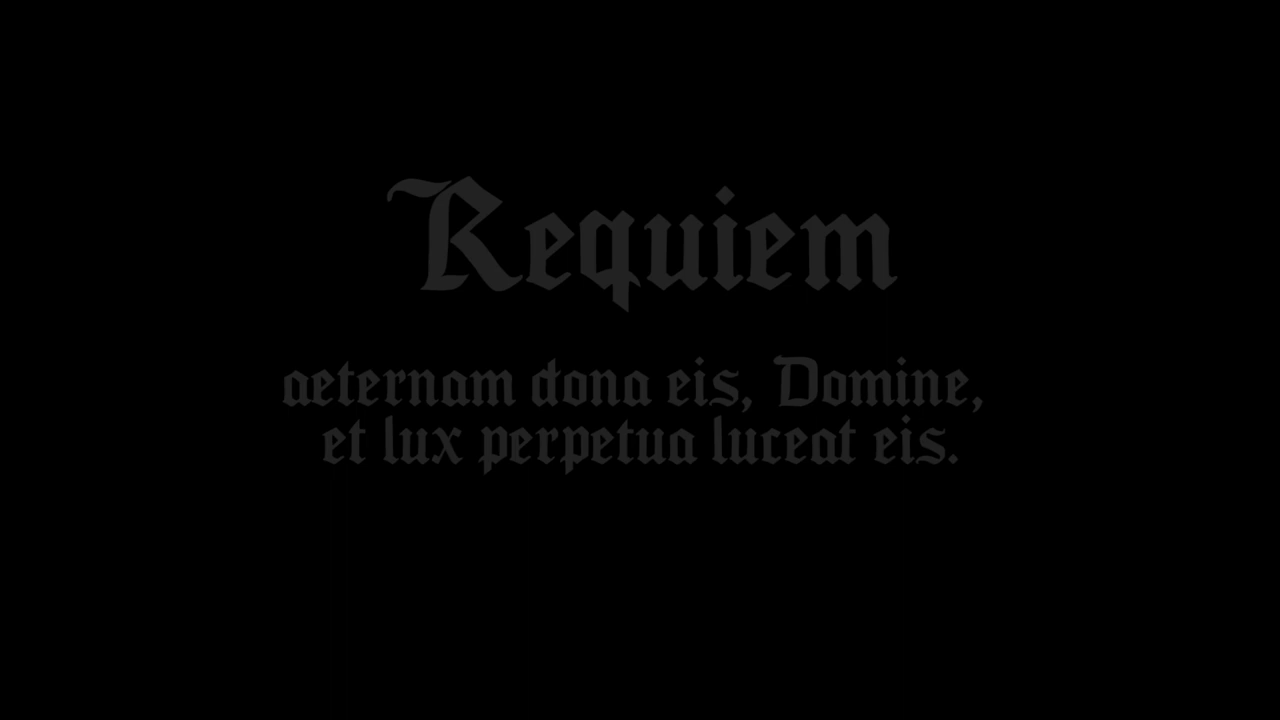 Requiem
aeternam dona eis, Domine,
et lux perpetua luceat eis.